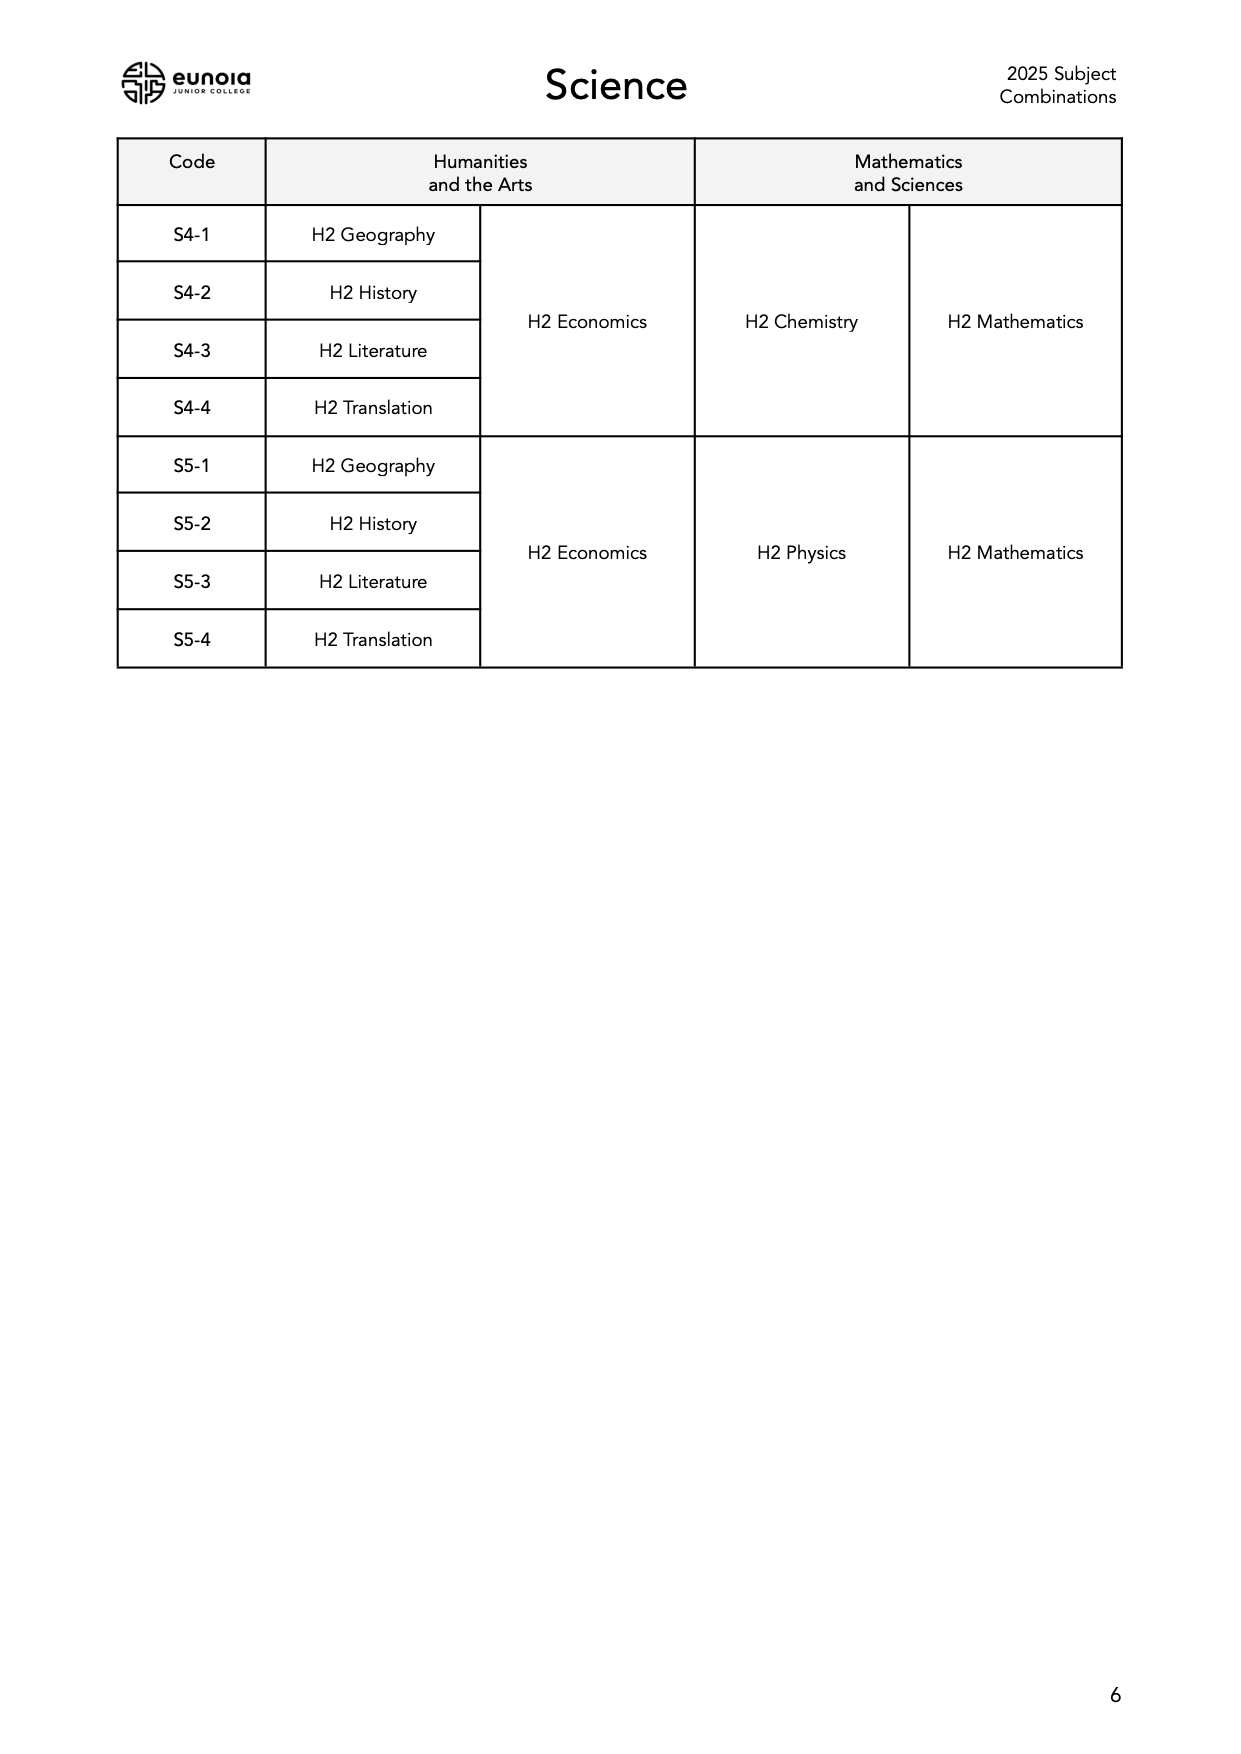 eunoia
JUNIOR COLLEGE
Science
2025 Subject
Combinations
Code
Humanities
and the Arts
Mathematics
and Sciences
S4-1
H2 Geography
S4-2
H2 History
H2 Economics
H2 Chemistry
H2 Mathematics
S4-3
H2 Literature
S4-4
H2 Translation
S5-1
H2 Geography
S5-2
H2 History
H2 Economics
H2 Physics
H2 Mathematics
S5-3
H2 Literature
S5-4
H2 Translation
6